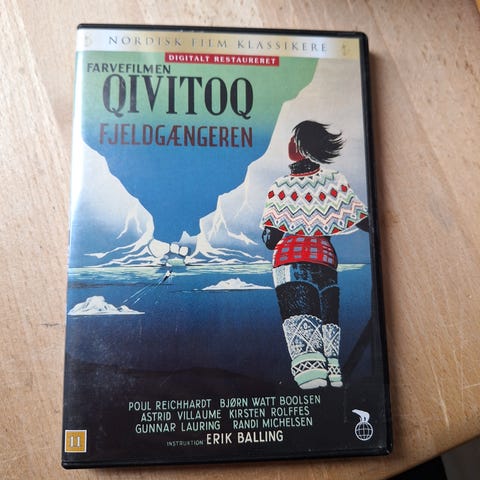 NORDISK FILM KLASSIKERE
DIGITALT RESTAURERET
FARVEFILMEN
QIVITOQ
FJELDGÆNGEREN
POUL REICHHARDT BJØRN WATT BOOLSEN
ASTRID VILLAUME KIRSTEN ROLFFES
GUNNAR LAURING RANDI MICHELSEN
INSTRUKTION ERIK BALLING
11